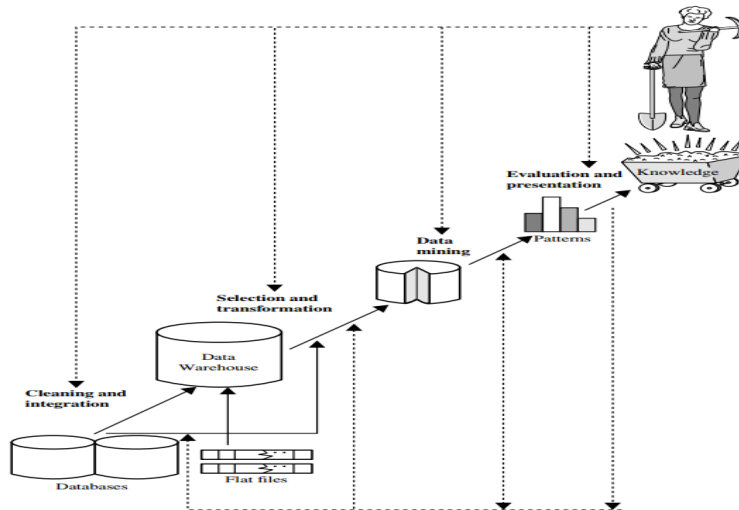 Evaluation and
presentation
Knowledge
Patterns
Data
mining
Selection and
transformation
Data
Warehouse
Cleaning and
integration
Databases
Flat files